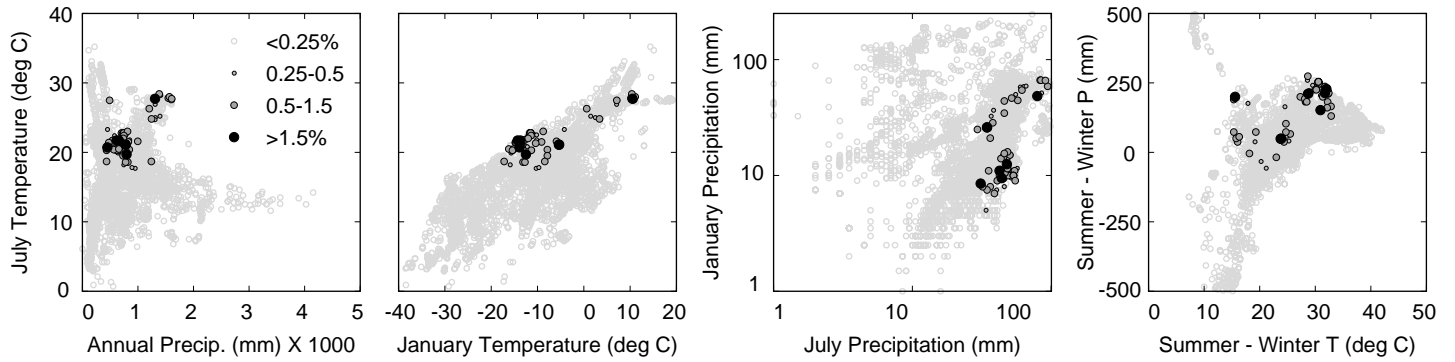 July Temperature (deg C)
40
30
20
10
0
<0.25%
0.25-0.5
0.5-1.5
>1.5%
0 1 2 3 4 5
Annual Precip. (mm) X 1000
-40 -30 -20 -10 0 10 20
January Temperature (deg C)
January Precipitation (mm)
100
10
1
1 10 100
July Precipitation (mm)
Summer - Winter P (mm)
500
250
0
-250
-500
0 10 20 30 40 50
Summer - Winter T (deg C)